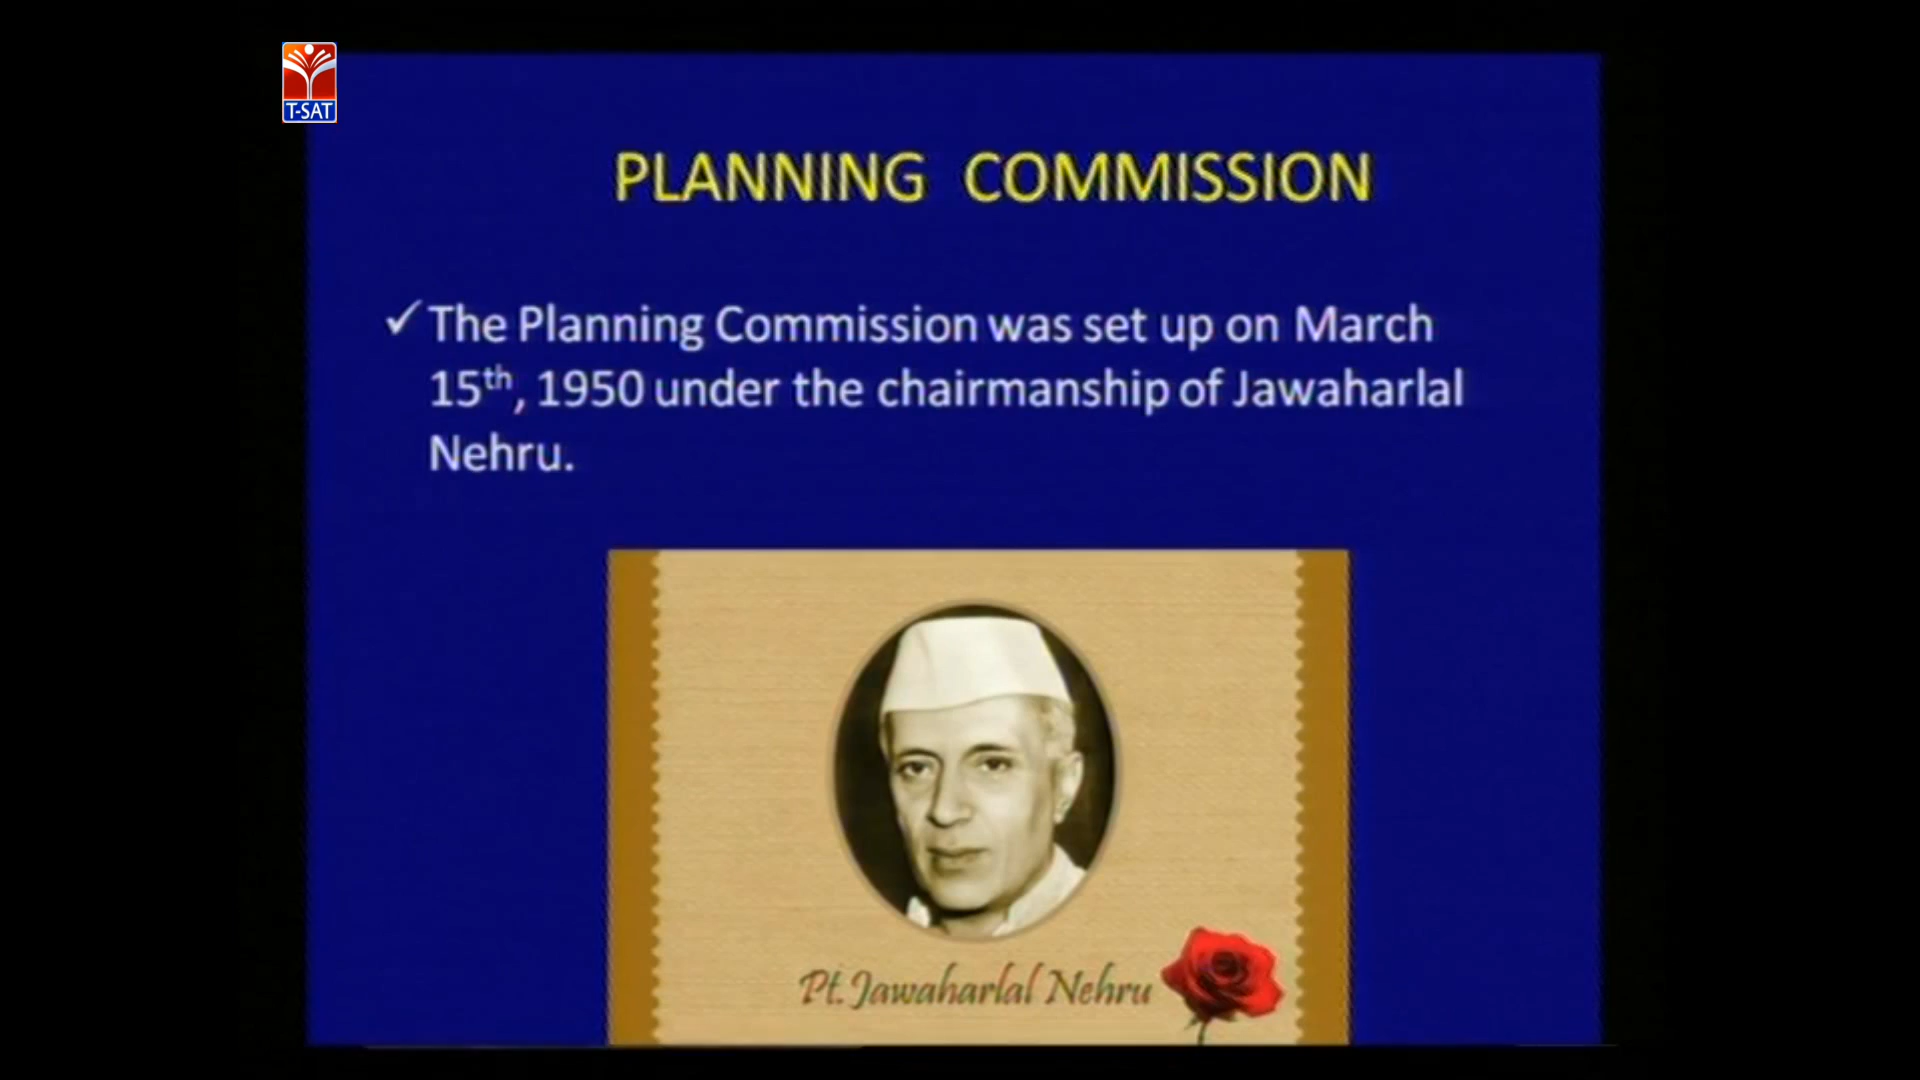 T-SAT
PLANNING COMMISSION
✓ The Planning Commission was set up on March
15th, 1950 under the chairmanship of Jawaharlal
Nehru.
Pt. Jawaharlal Nehru